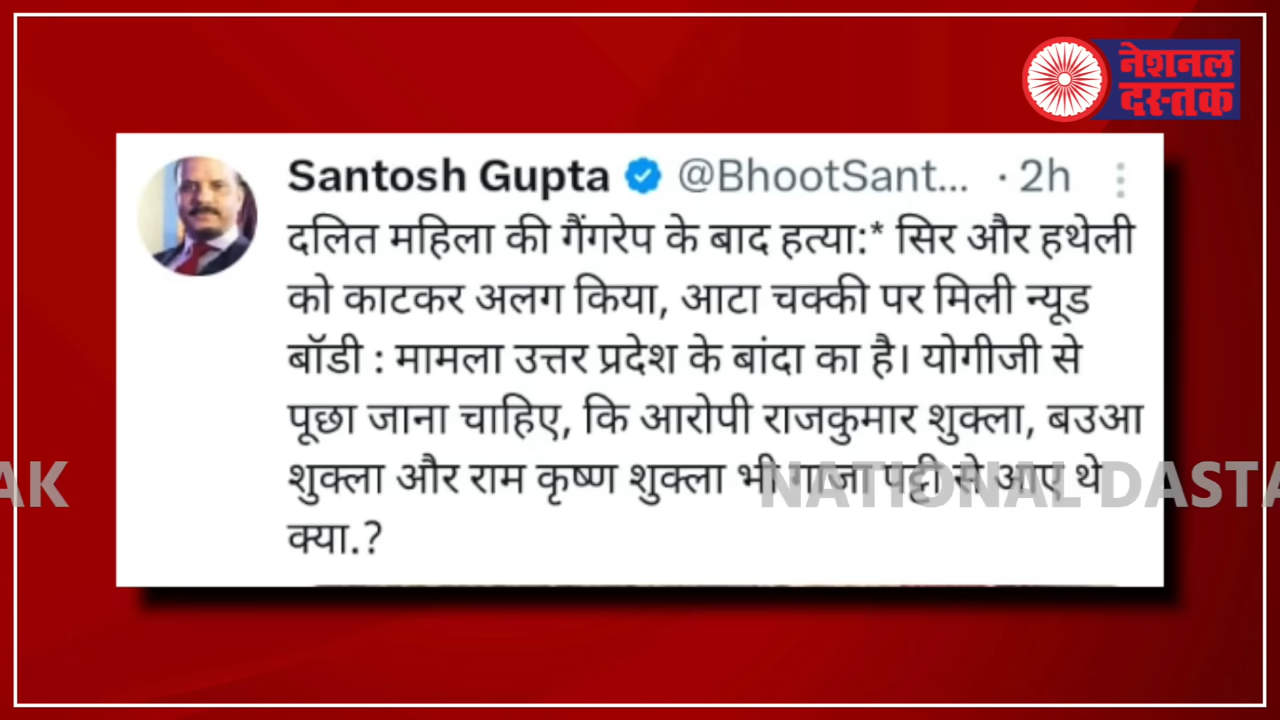 नेशनल
दस्तक
Santosh Gupta @BhootSant... · 2h
दलित महिला की गैंगरेप के बाद हत्या:* सिर और हथेली
को काटकर अलग किया, आटा चक्की पर मिली न्यूड
बॉडी : मामला उत्तर प्रदेश के बांदा का है। योगीजी से
पूछा जाना चाहिए, कि आरोपी राजकुमार शुक्ला, बउआ
शुक्ला और राम कृष्ण शुक्ला भी गाजा पट्टी से आए थे
क्या.?
AK
NATIONAL DASTA